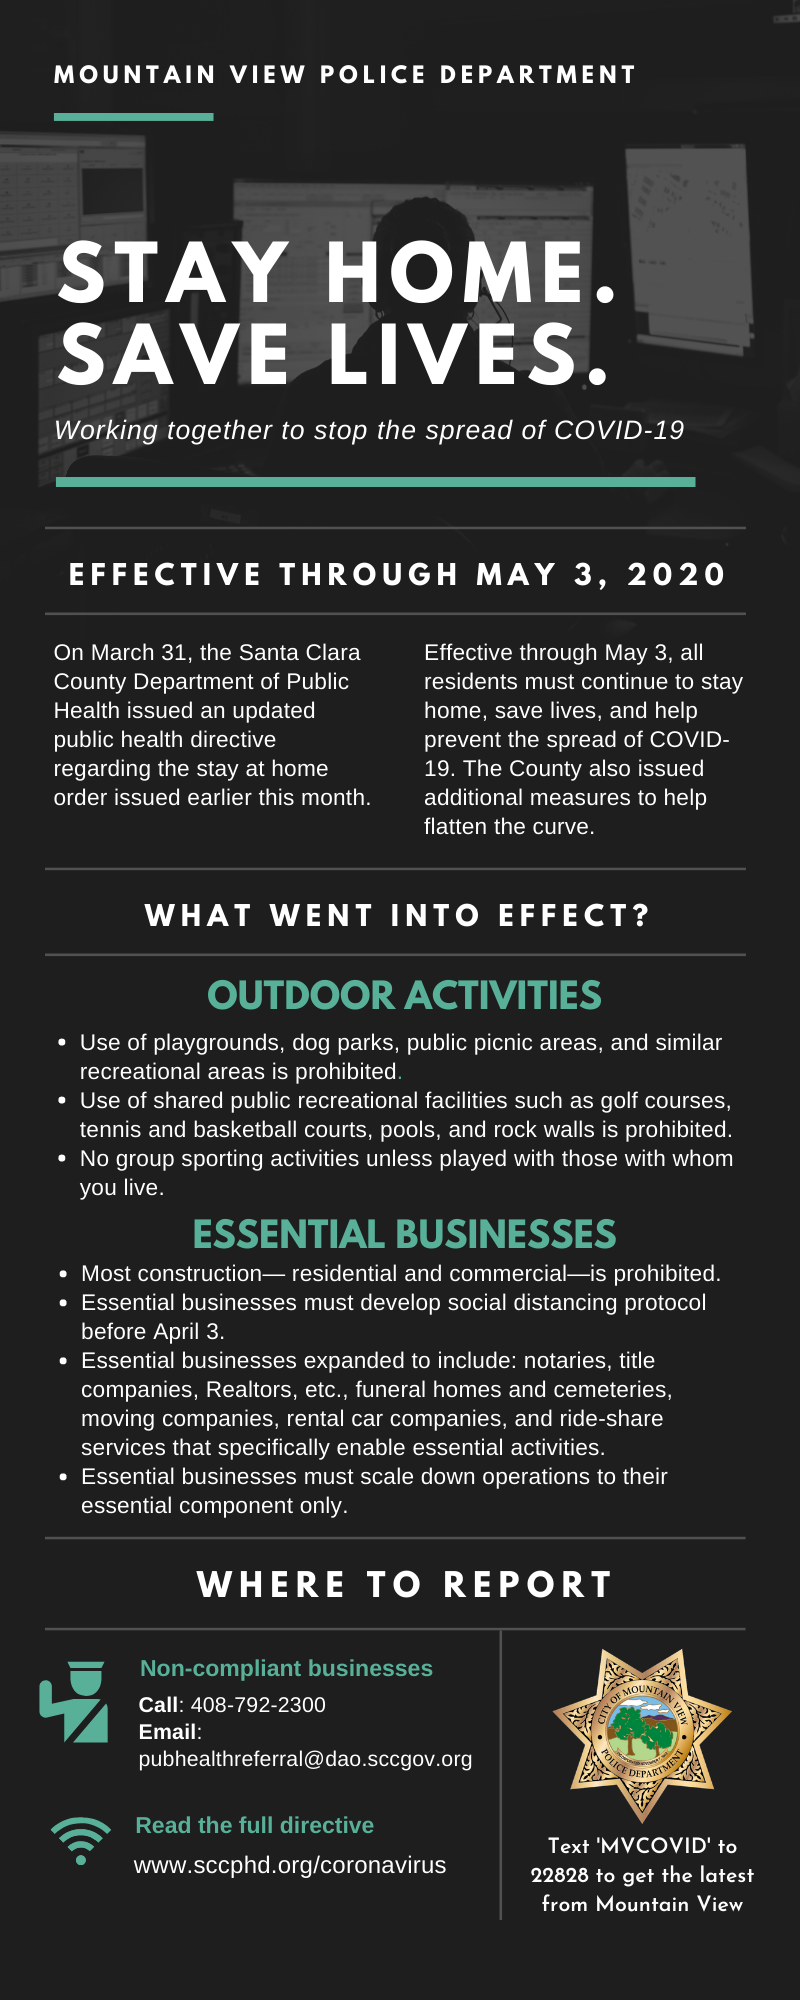 MOUNTAIN VIEW POLICE DEPARTMENT
STAY HOME.
SAVE LIVES.
Working together to stop the spread of COVID-19
EFFECTIVE THROUGH MAY 3, 2020
On March 31, the Santa Clara
County Department of Public
Health issued an updated
public health directive
regarding the stay at home
order issued earlier this month.
Effective through May 3, all
residents must continue to stay
home, save lives, and help
prevent the spread of COVID-
19. The County also issued
additional measures to help
flatten the curve.
WHAT WENT INTO EFFECT?
OUTDOOR ACTIVITIES
• Use of playgrounds, dog parks, public picnic areas, and similar
recreational areas is prohibited.
• Use of shared public recreational facilities such as golf courses,
tennis and basketball courts, pools, and rock walls is prohibited.
• No group sporting activities unless played with those with whom
you live.
ESSENTIAL BUSINESSES
• Most construction— residential and commercial—is prohibited.
• Essential businesses must develop social distancing protocol
before April 3.
• Essential businesses expanded to include: notaries, title
companies, Realtors, etc., funeral homes and cemeteries,
moving companies, rental car companies, and ride-share
services that specifically enable essential activities.
• Essential businesses must scale down operations to their
essential component only.
WHERE TO REPORT
Non-compliant businesses
Call: 408-792-2300
Email:
pubhealthreferral@dao.sccgov.org
Read the full directive
www.sccphd.org/coronavirus
CITY OF MOUNTAIN VIEW
POLICE DEPARTMENT
Text 'MVCOVID' to
22828 to get the latest
from Mountain View